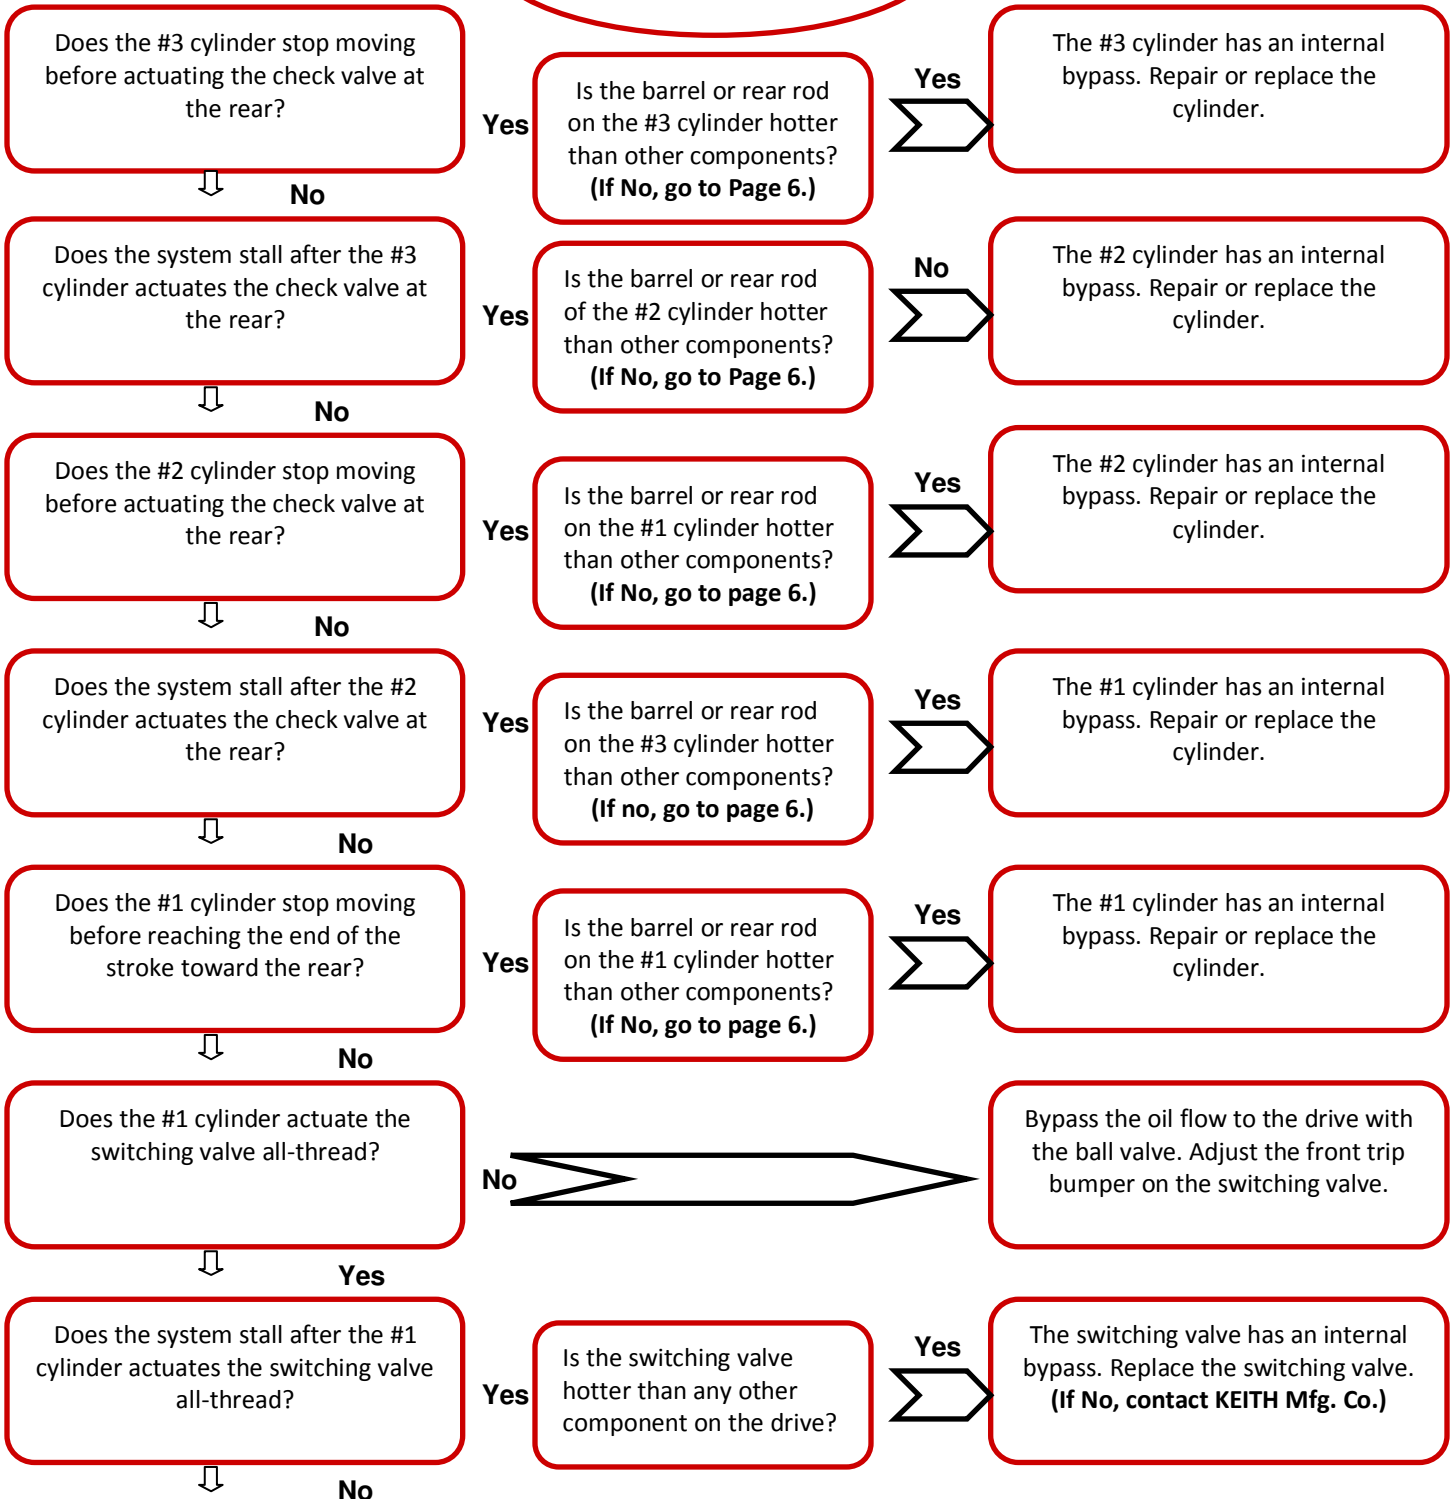 Does the #3 cylinder stop moving
before actuating the check valve at
the rear?
Yes
Is the barrel or rear rod
on the #3 cylinder hotter
than other components?
(If No, go to Page 6.)
Yes
The #3 cylinder has an internal
bypass. Repair or replace the
cylinder.
No
Does the system stall after the #3
cylinder actuates the check valve at
the rear?
Yes
Is the barrel or rear rod
of the #2 cylinder hotter
than other components?
(If No, go to Page 6.)
No
The #2 cylinder has an internal
bypass. Repair or replace the
cylinder.
No
Does the #2 cylinder stop moving
before actuating the check valve at
the rear?
Yes
Is the barrel or rear rod
on the #1 cylinder hotter
than other components?
(If No, go to page 6.)
Yes
The #2 cylinder has an internal
bypass. Repair or replace the
cylinder.
No
Does the system stall after the #2
cylinder actuates the check valve at
the rear?
Yes
Is the barrel or rear rod
on the #3 cylinder hotter
than other components?
(If no, go to page 6.)
Yes
The #1 cylinder has an internal
bypass. Repair or replace the
cylinder.
No
Does the #1 cylinder stop moving
before reaching the end of the
stroke toward the rear?
Yes
Is the barrel or rear rod
on the #1 cylinder hotter
than other components?
(If No, go to page 6.)
Yes
The #1 cylinder has an internal
bypass. Repair or replace the
cylinder.
No
Does the #1 cylinder actuate the
switching valve all-thread?
No
Bypass the oil flow to the drive with
the ball valve. Adjust the front trip
bumper on the switching valve.
Yes
Does the system stall after the #1
cylinder actuates the switching valve
all-thread?
Yes
Is the switching valve
hotter than any other
component on the drive?
Yes
The switching valve has an internal
bypass. Replace the switching valve.
(If No, contact KEITH Mfg. Co.)
No